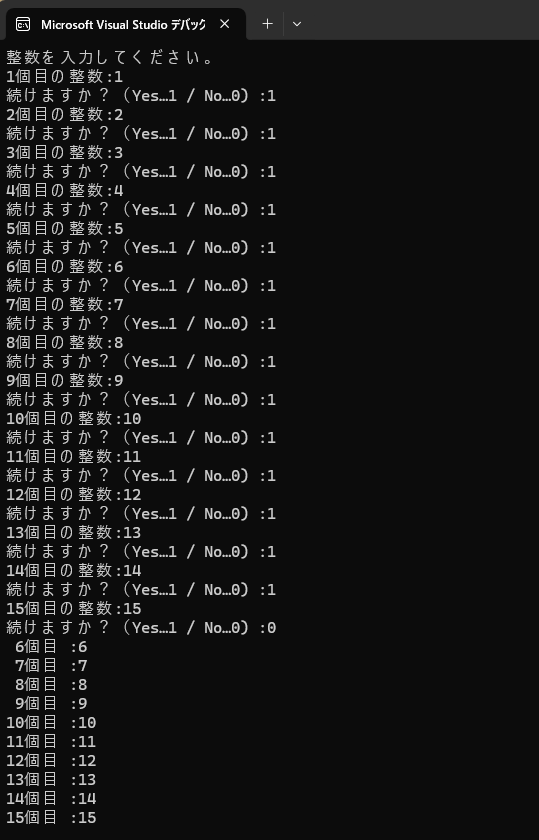 Microsoft Visual Studio デバッグ
整数を入力してください。
1個目の整数:1
続けますか？（Yes…1 / No…0）:1
2個目の整数:2
続けますか？（Yes…1 / No…0）:1
3個目の整数:3
続けますか？（Yes…1 / No…0）:1
4個目の整数:4
続けますか？（Yes…1 / No…0）:1
5個目の整数:5
続けますか？（Yes…1 / No…0）:1
6個目の整数:6
続けますか？（Yes…1 / No…0）:1
7個目の整数:7
続けますか？（Yes…1 / No…0）:1
8個目の整数:8
続けますか？（Yes…1 / No…0）:1
9個目の整数:9
続けますか？（Yes…1 / No…0）:1
10個目の整数:10
続けますか？（Yes…1 / No…0）:1
11個目の整数:11
続けますか？（Yes…1 / No…0）:1
12個目の整数:12
続けますか？（Yes…1 / No…0）:1
13個目の整数:13
続けますか？（Yes…1 / No…0）:1
14個目の整数:14
続けますか？（Yes…1 / No…0）:1
15個目の整数:15
続けますか？（Yes…1 / No…0）:0
6個目 :6
7個目 :7
8個目 :8
9個目 :9
10個目 :10
11個目 :11
12個目 :12
13個目 :13
14個目 :14
15個目 :15